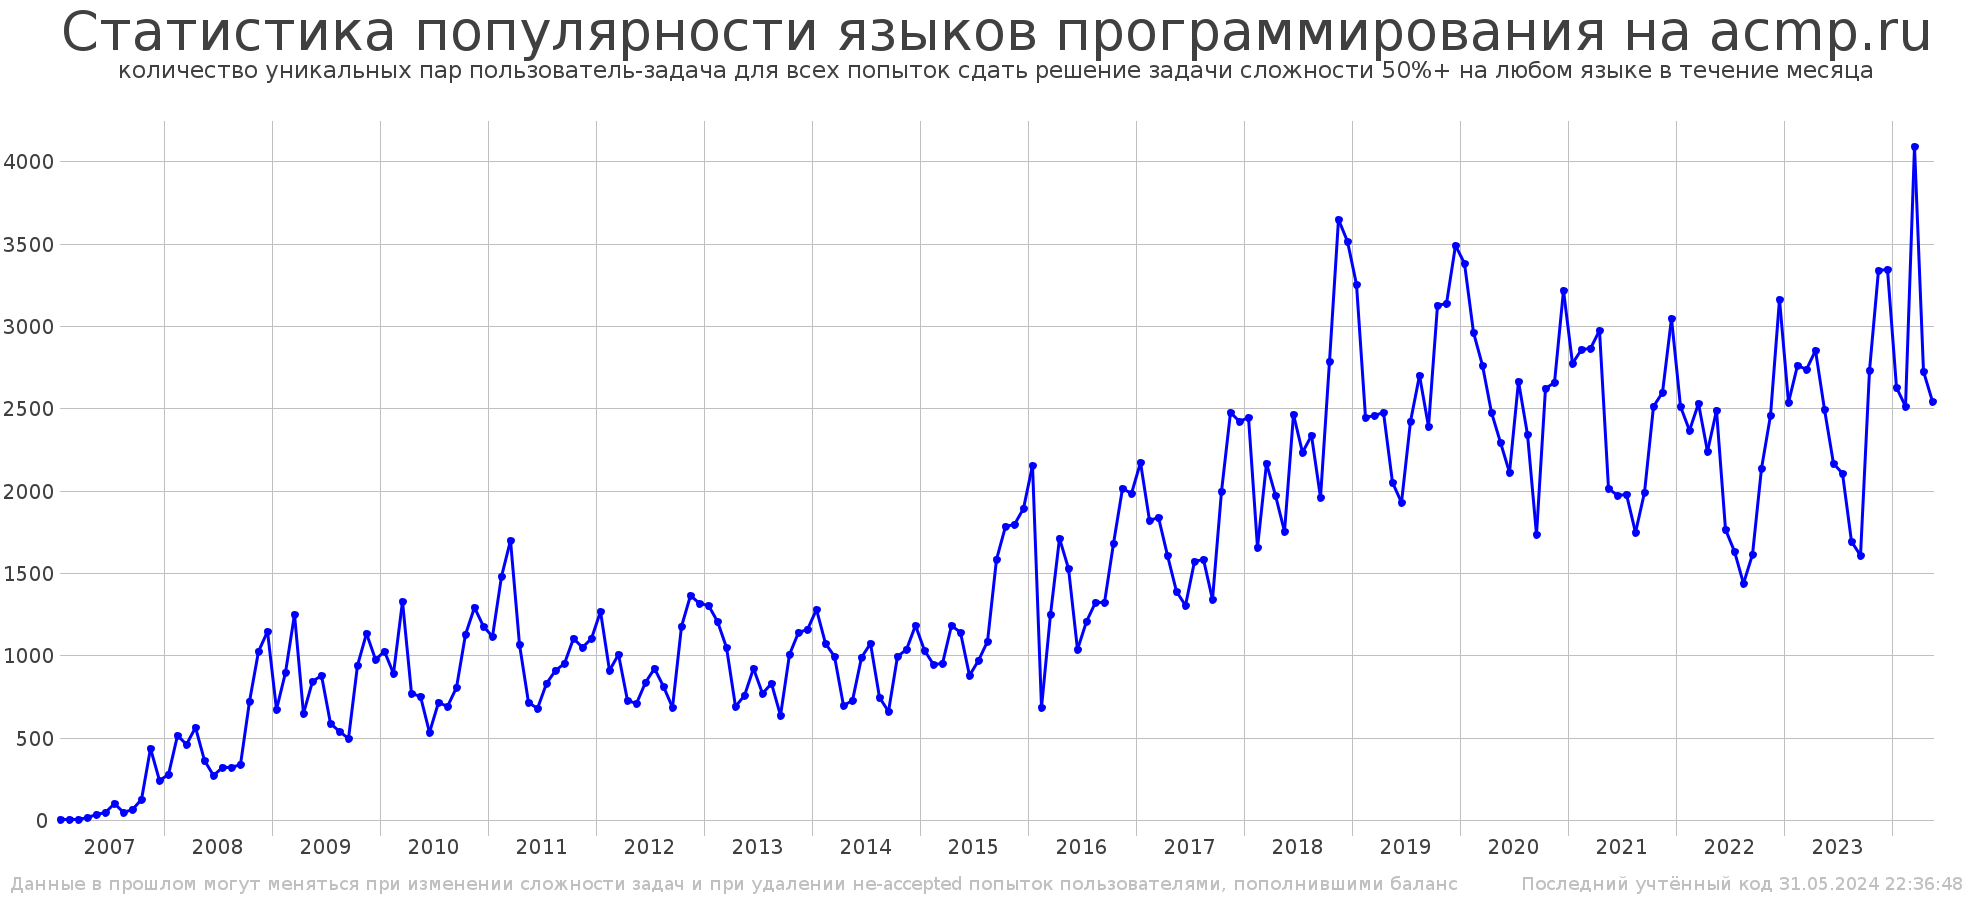 Статистика популярности языков программирования на acmp.ru
количество уникальных пар пользователь-задача для всех попыток сдать решение задачи сложности 50%+ на любом языке в течение месяца
4000
3500
3000
2500
2000
1500
1000
500
0
2007 2008 2009 2010 2011 2012 2013 2014 2015 2016 2017 2018 2019 2020 2021 2022 2023
Данные в прошлом могут меняться при изменении сложности задач и при удалении не-accepted попыток пользователями, пополнившими баланс
Последний учтённый код 31.05.2024 22:36:48